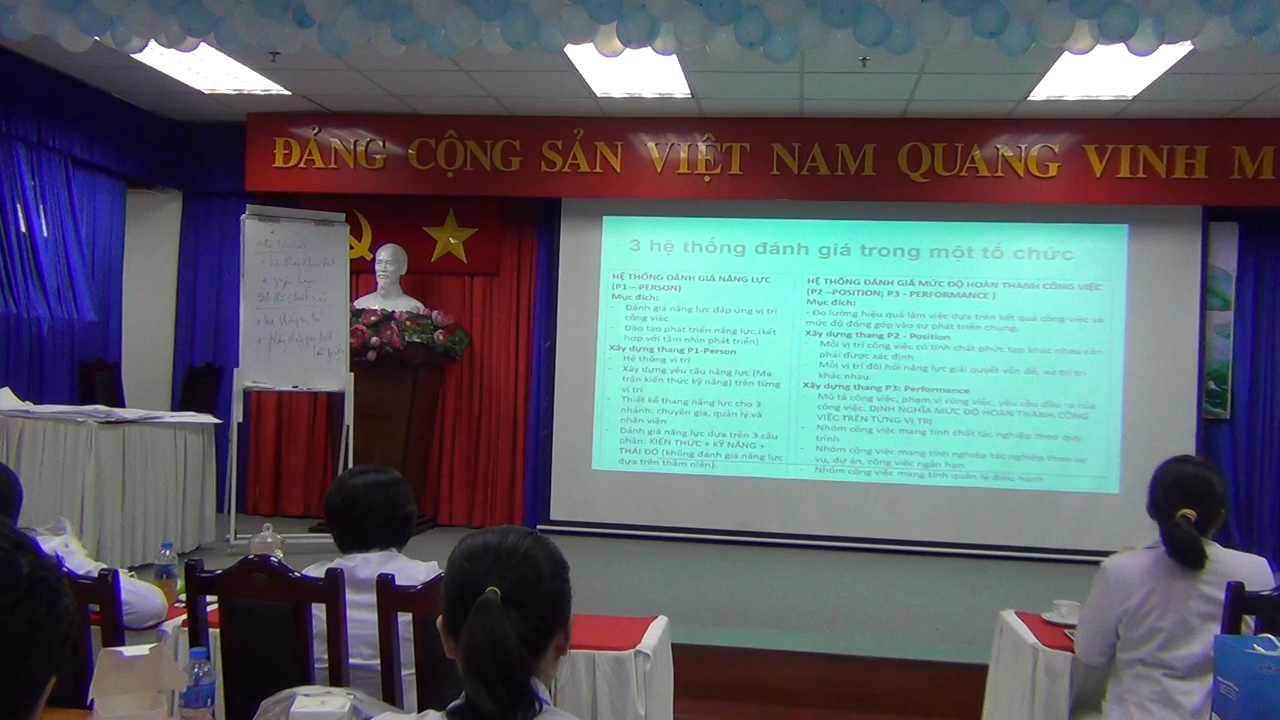 ĐẢNG CỘNG SẢN VIỆT NAM QUANG VINH M
3 hệ thống đánh giá trong một tổ chức
HỆ THỐNG ĐÁNH GIÁ NĂNG LỰC
(P1 – PERSON)
Mục đích:
- Đánh giá năng lực đáp ứng vị trí
công việc
- Đào tạo phát triển năng lực.(kết
hợp với tầm nhìn phát triển)
Xây dựng thang P1-Person
- Hệ thống vị trí
- Xây dựng yêu cầu năng lực (Ma
trận kiến thức kỹ năng) trên từng
vị trí
- Thiết kế thang năng lực cho 3
nhánh: chuyên gia, quản lý và
nhân viên
- Đánh giá năng lực dựa trên 3 cấu
phần: KIẾN THỨC + KỸ NĂNG +
THÁI ĐỘ (không đánh giá năng lực
dựa trên thâm niên).
HỆ THỐNG ĐÁNH GIÁ MỨC ĐỘ HOÀN THÀNH CÔNG VIỆC
(P2 –POSITION; P3 - PERFORMANCE )
Mục đích:
- Đo lường hiệu quả làm việc dựa trên kết quả công việc và
mức độ đóng góp vào sự phát triển chung.
Xây dựng thang P2 - Position
- Mỗi vị trí công việc có tính chất phức tạp khác nhau cần
phải được xác định
- Mỗi vị trí đòi hỏi năng lực giải quyết vấn đề, xử trí
khác nhau
Xây dựng thang P3: Performance
- Mô tả công việc, phạm vi công việc, yêu cầu đầu ra của
công việc. ĐỊNH NGHĨA MỨC ĐỘ HOÀN THÀNH CÔNG
VIỆC TRÊN TỪNG VỊ TRÍ
- Nhóm công việc mang tính chất tác nghiệp theo quy
trình
- Nhóm công việc mang tính nghiệp tác nghiệp theo sự
vụ, dự án, công việc ngắn hạn.
- Nhóm công việc mang tính quản lý điều hành